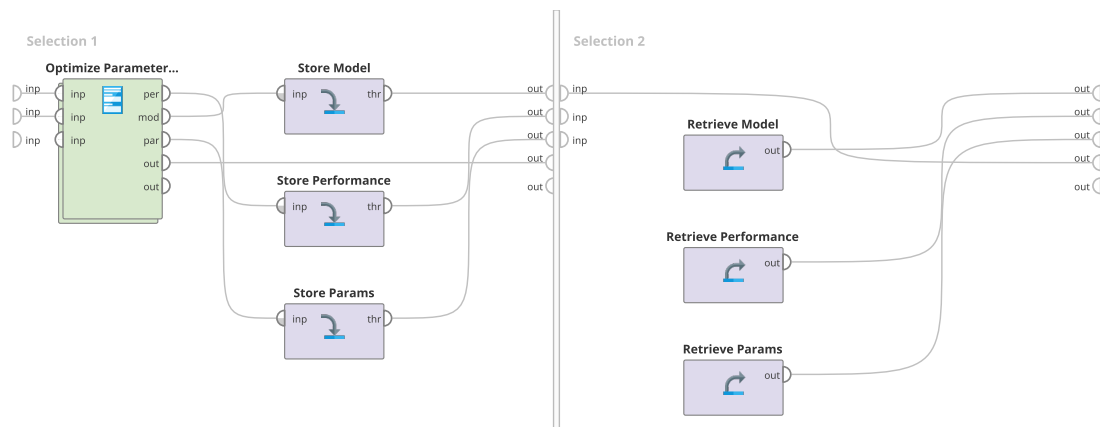 Selection 1
Optimize Parameter...
inp
inp
inp
inp
inp
inp
per
mod
par
out
out
Store Model
inp
thr
Store Performance
inp
thr
Store Params
inp
thr
out
out
out
out
out
Selection 2
inp
inp
inp
Retrieve Model
out
Retrieve Performance
out
Retrieve Params
out
out
out
out
out
out